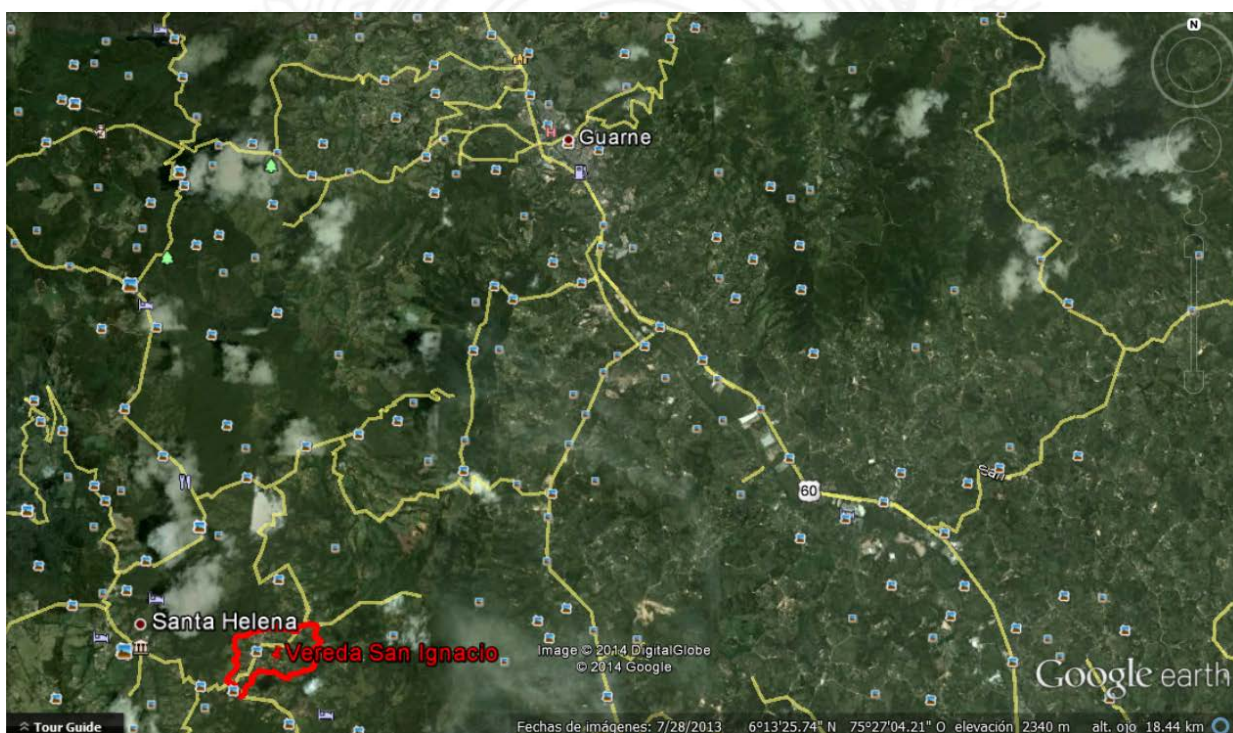 N
Guarne
60
San
Santa Helena
Vereda San Ignacio
Image © 2014 DigitalGlobe
© 2014 Google
Google earth
Tour Guide
Fechas de imágenes: 7/28/2013 6°13'25.74" N 75°27'04.21" O elevación 2340 m alt. ojo 18.44 km